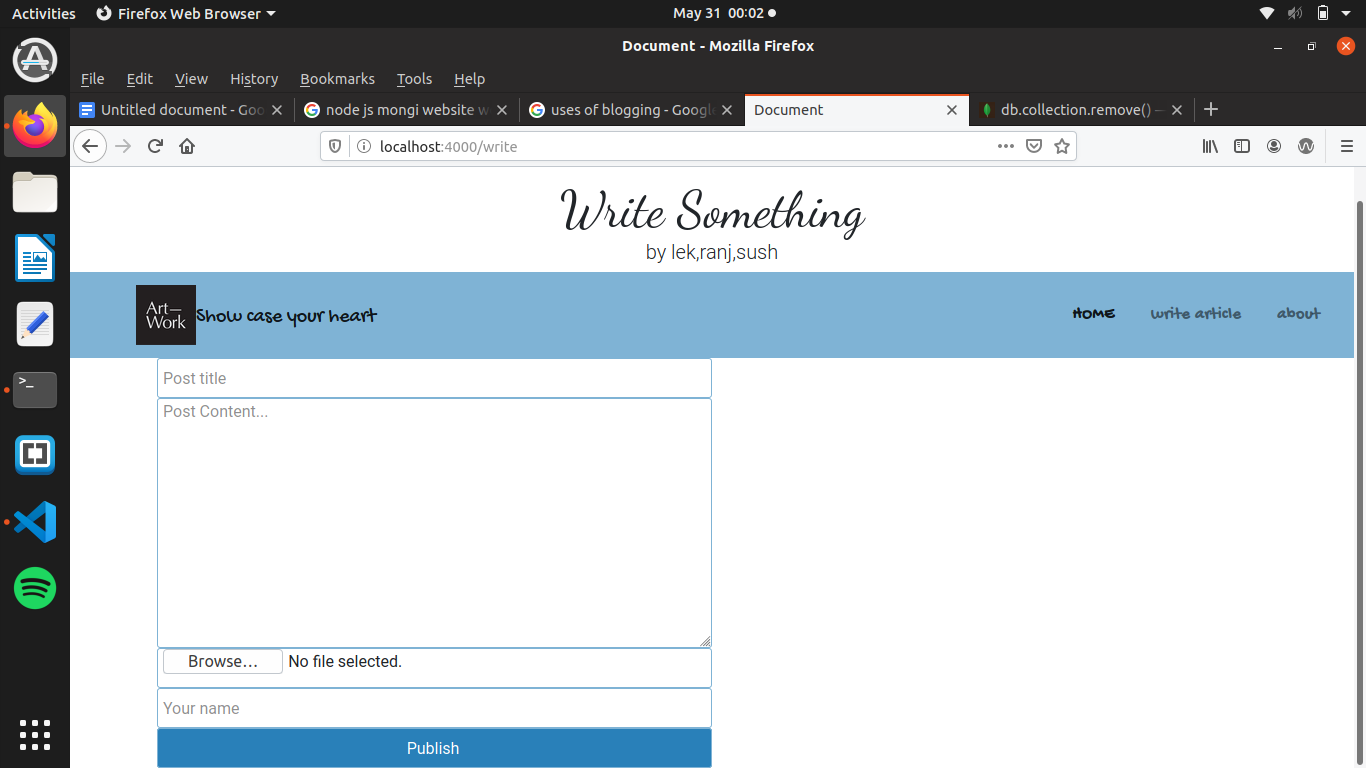 Activities Firefox Web Browser May 31 00:02
Document - Mozilla Firefox
File Edit View History Bookmarks Tools Help
Untitled document - Goo node js mongi website w uses of blogging - Google Document db.collection.remove() —
localhost:4000/write
Write Something
by lek,ranj,sush
Art—
Work
Show case your heart
HOME write article about
Post title
Post Content...
Browse... No file selected.
Your name
Publish